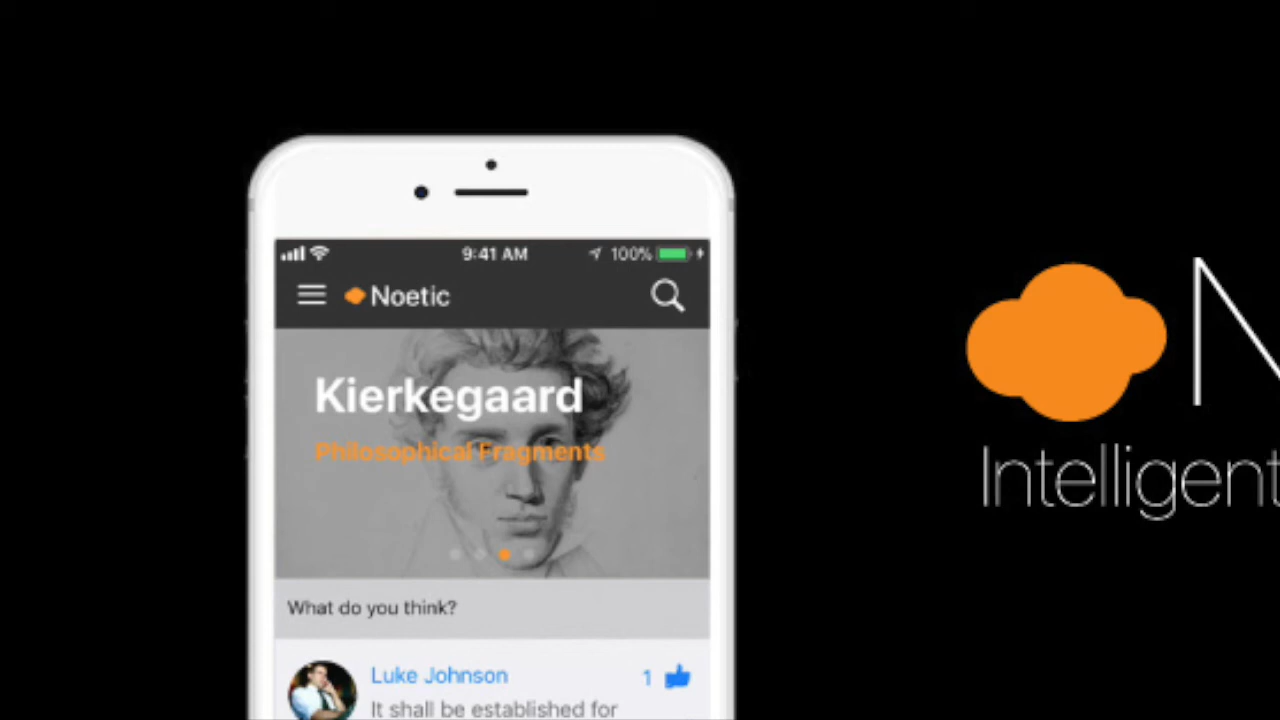 9:41 AM 100%
Noetic
Kierkegaard
Philosophical Fragments
What do you think?
Luke Johnson 1
It shall be established for
N
Intelligent